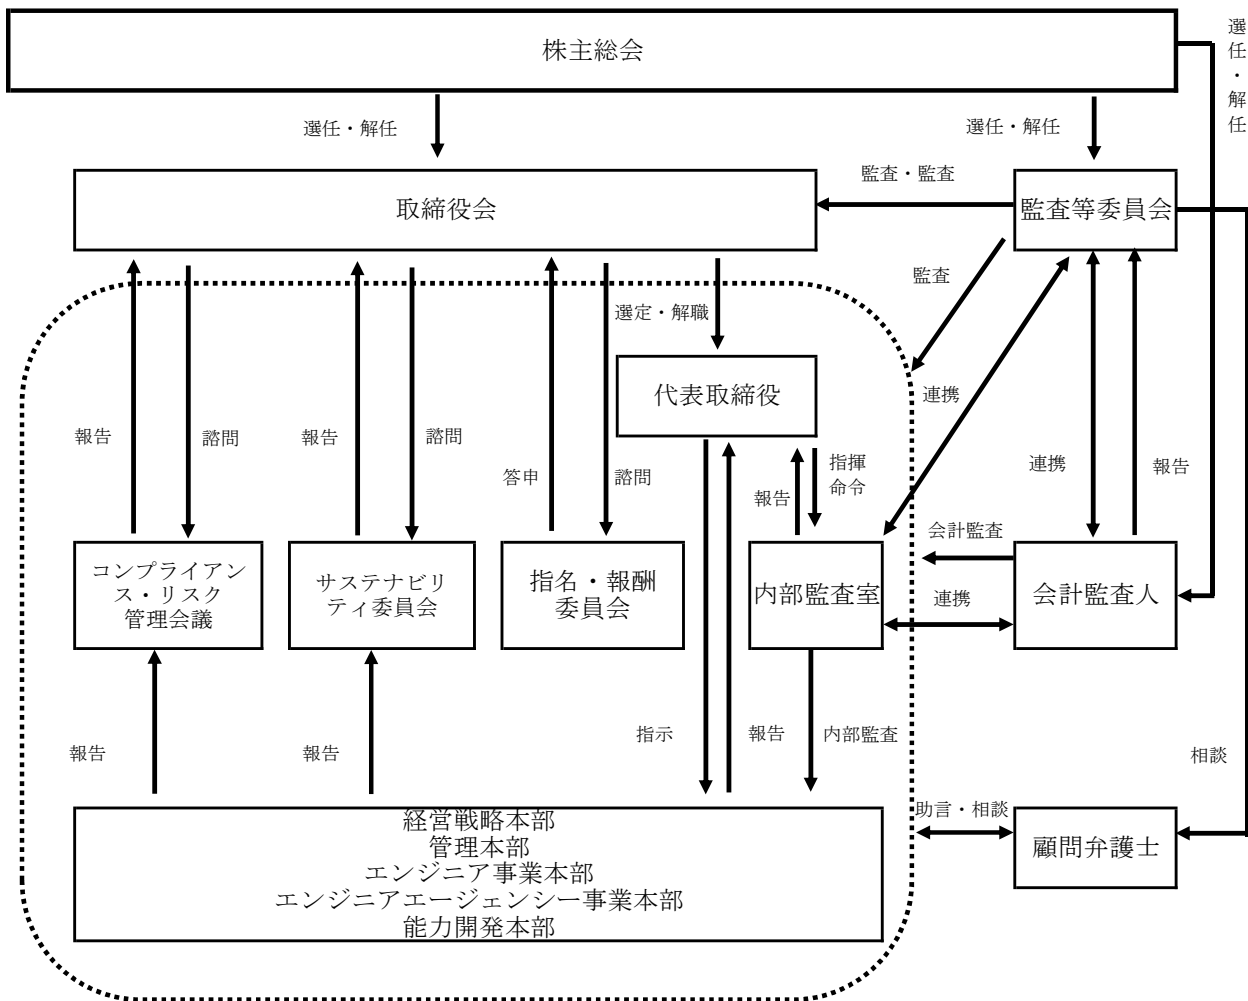 株主総会
選任・解任
選任・解任
選任・解任
監査・監査
取締役会
監査等委員会
監査
選定・解職
代表取締役
連携
報告
諮問
報告
諮問
答申
諮問
報告
指揮
命令
連携
報告
会計監査
コンプライアン
ス・リスク
管理会議
サステナビリ
ティ委員会
指名・報酬
委員会
内部監査室
連携
会計監査人
報告
報告
指示
報告
内部監査
相談
経営戦略本部
管理本部
エンジニア事業本部
エンジニアエージェンシー事業本部
能力開発本部
助言・相談
顧問弁護士